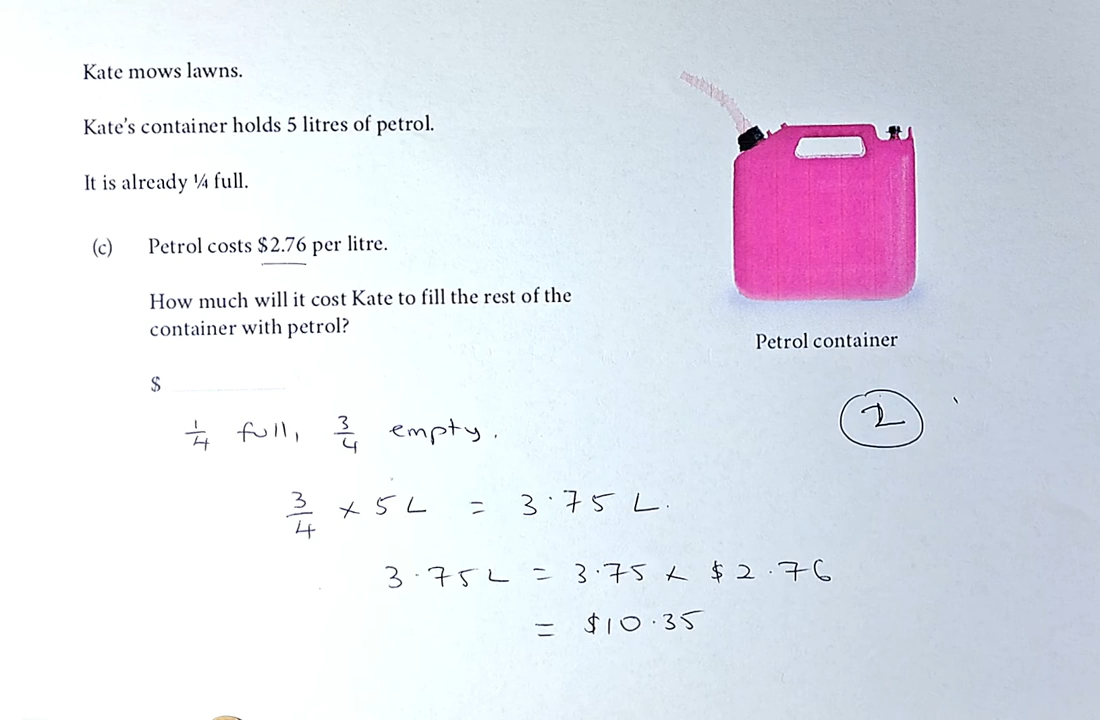 Kate mows lawns.
Kate's container holds 5 litres of petrol.
It is already ¼ full.
(c) Petrol costs $2.76 per litre.
How much will it cost Kate to fill the rest of the
container with petrol?
Petrol container
$
2
1/4 full, 3/4 empty.
3/4 × 5 L = 3.75 L.
3.75 L = 3.75 × $2.76
= $10.35